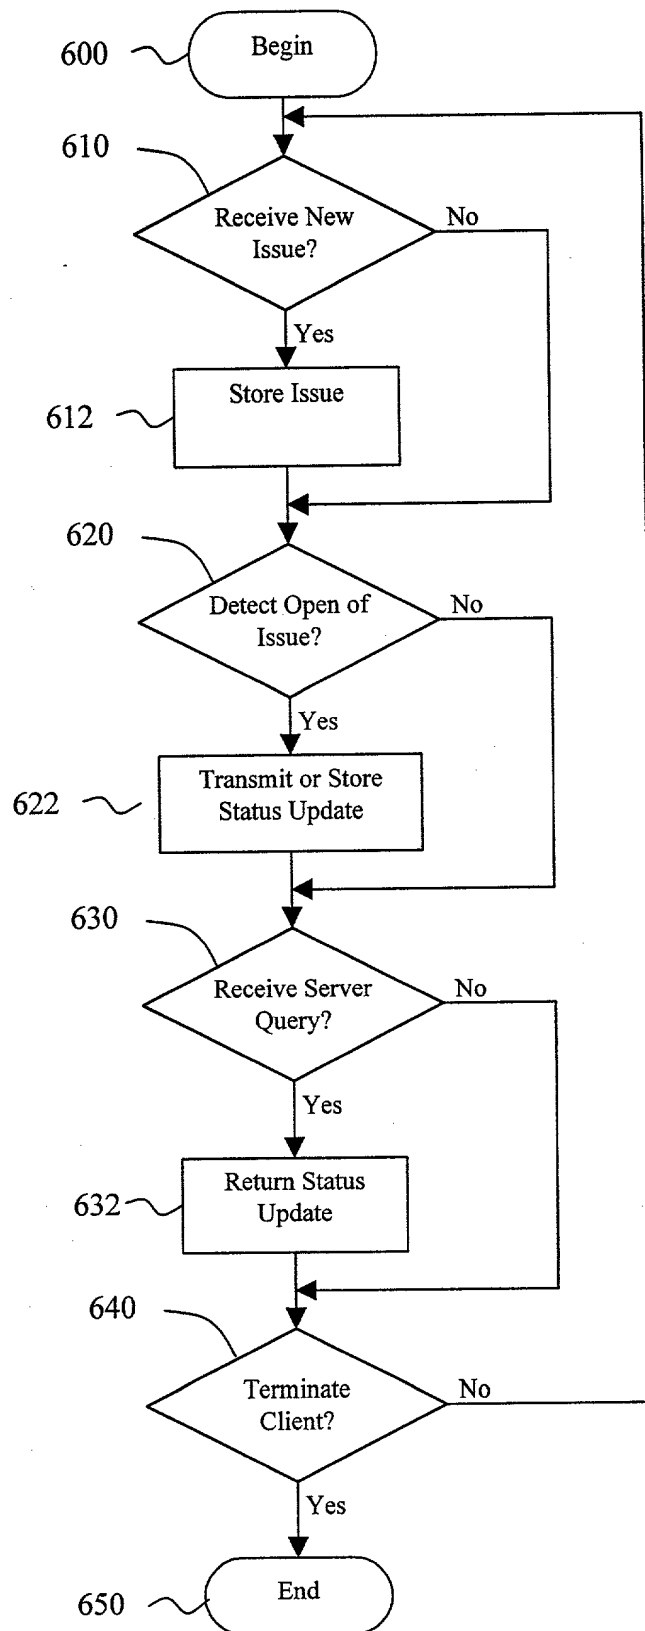 600
Begin
610
Receive New
Issue?
No
Yes
612
Store Issue
620
Detect Open of
Issue?
No
Yes
622
Transmit or Store
Status Update
630
Receive Server
Query?
No
Yes
632
Return Status
Update
640
Terminate
Client?
No
Yes
650
End